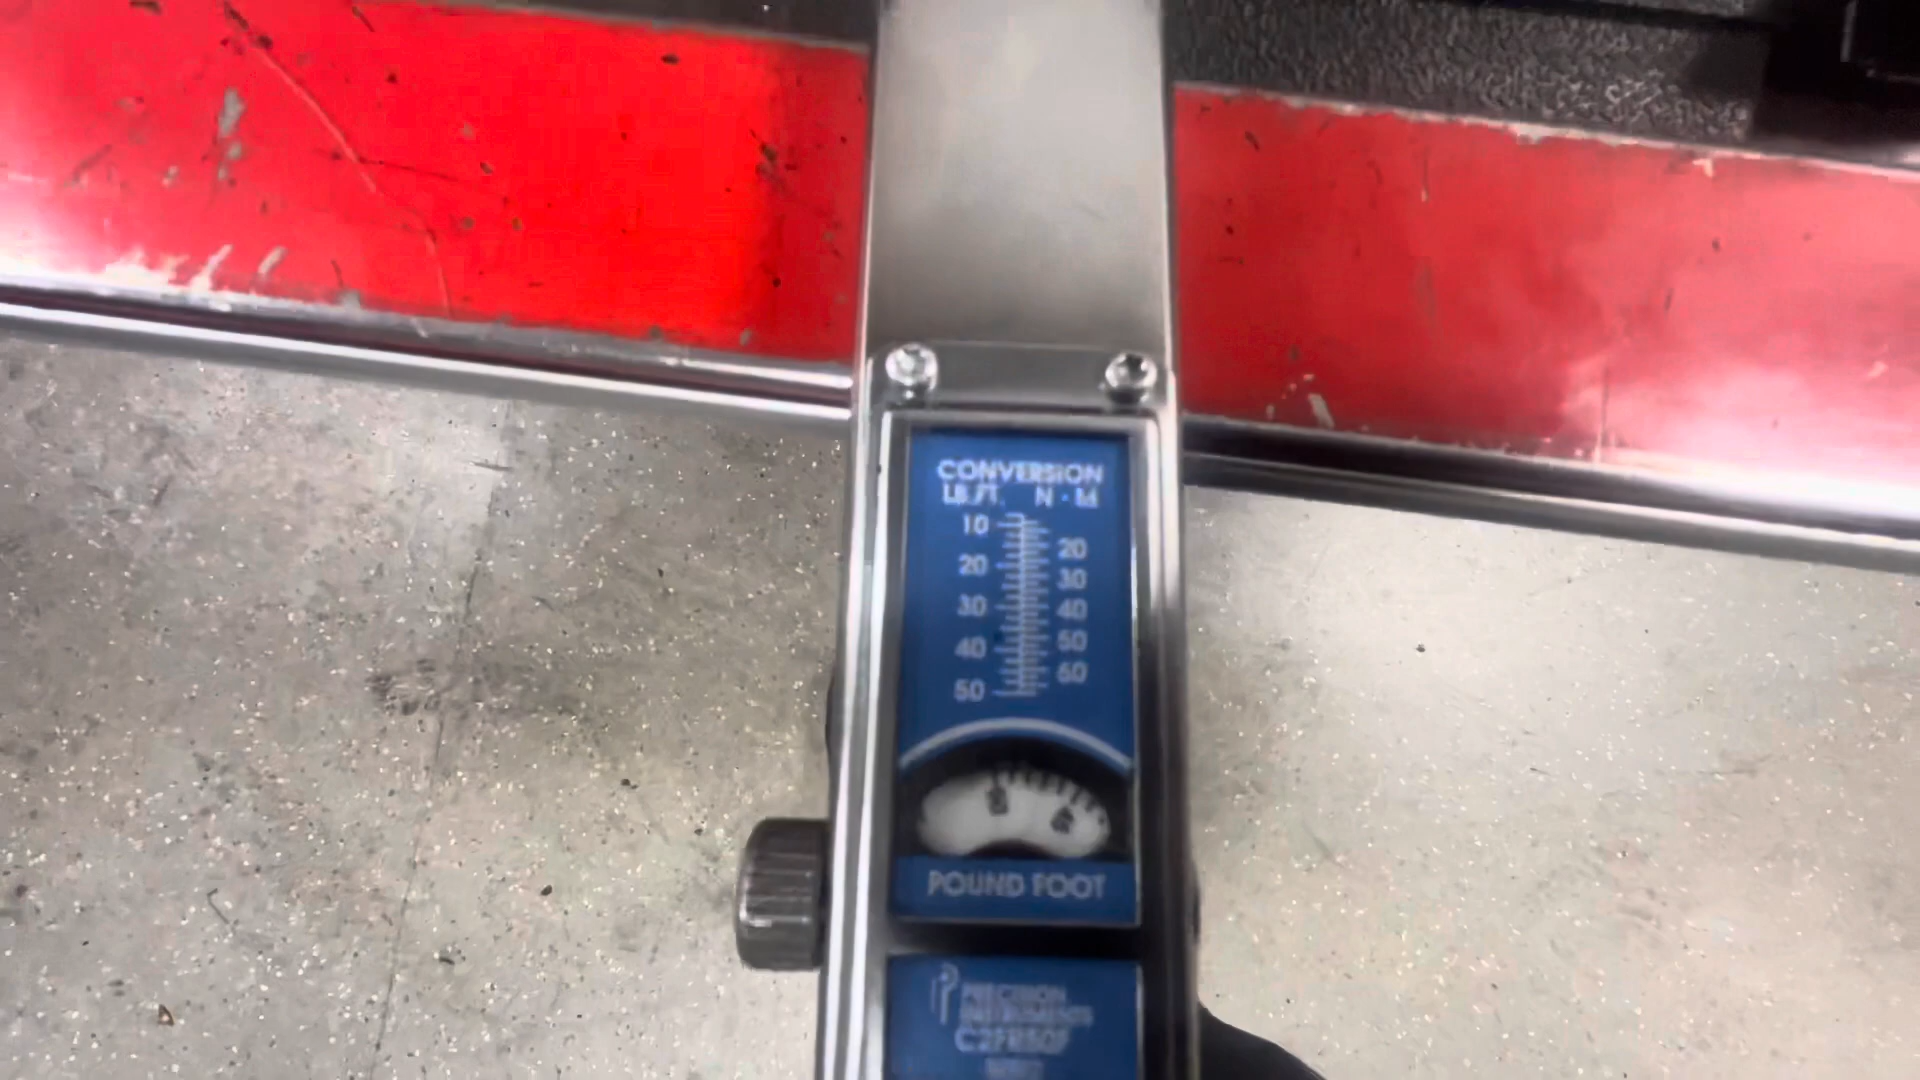 CONVERSION
LB.FT. N·M
10
20
20
30
30
40
40
50
50
60
POUND FOOT
PRECISION
INSTRUMENTS